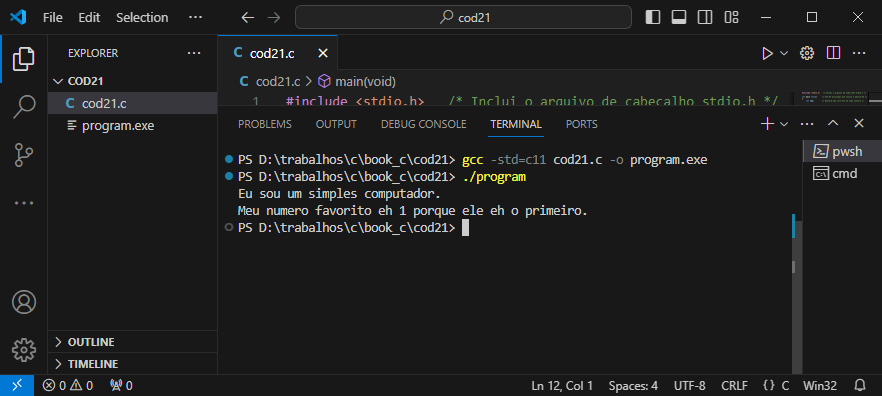 File Edit Selection ··· cod21
EXPLORER ···
COD21
C cod21.c
program.exe
OUTLINE
TIMELINE
C cod21.c
C cod21.c > main(void)
1 #include <stdio.h> /* Inclui o arquivo de cabecalho stdio.h */
PROBLEMS OUTPUT DEBUG CONSOLE TERMINAL PORTS
PS D:\trabalhos\c\book_c\cod21> gcc -std=c11 cod21.c -o program.exe
PS D:\trabalhos\c\book_c\cod21> ./program
Eu sou um simples computador.
Meu numero favorito eh 1 porque ele eh o primeiro.
PS D:\trabalhos\c\book_c\cod21>
pwsh
cmd
0 0 0 Ln 12, Col 1 Spaces: 4 UTF-8 CRLF {} C Win32